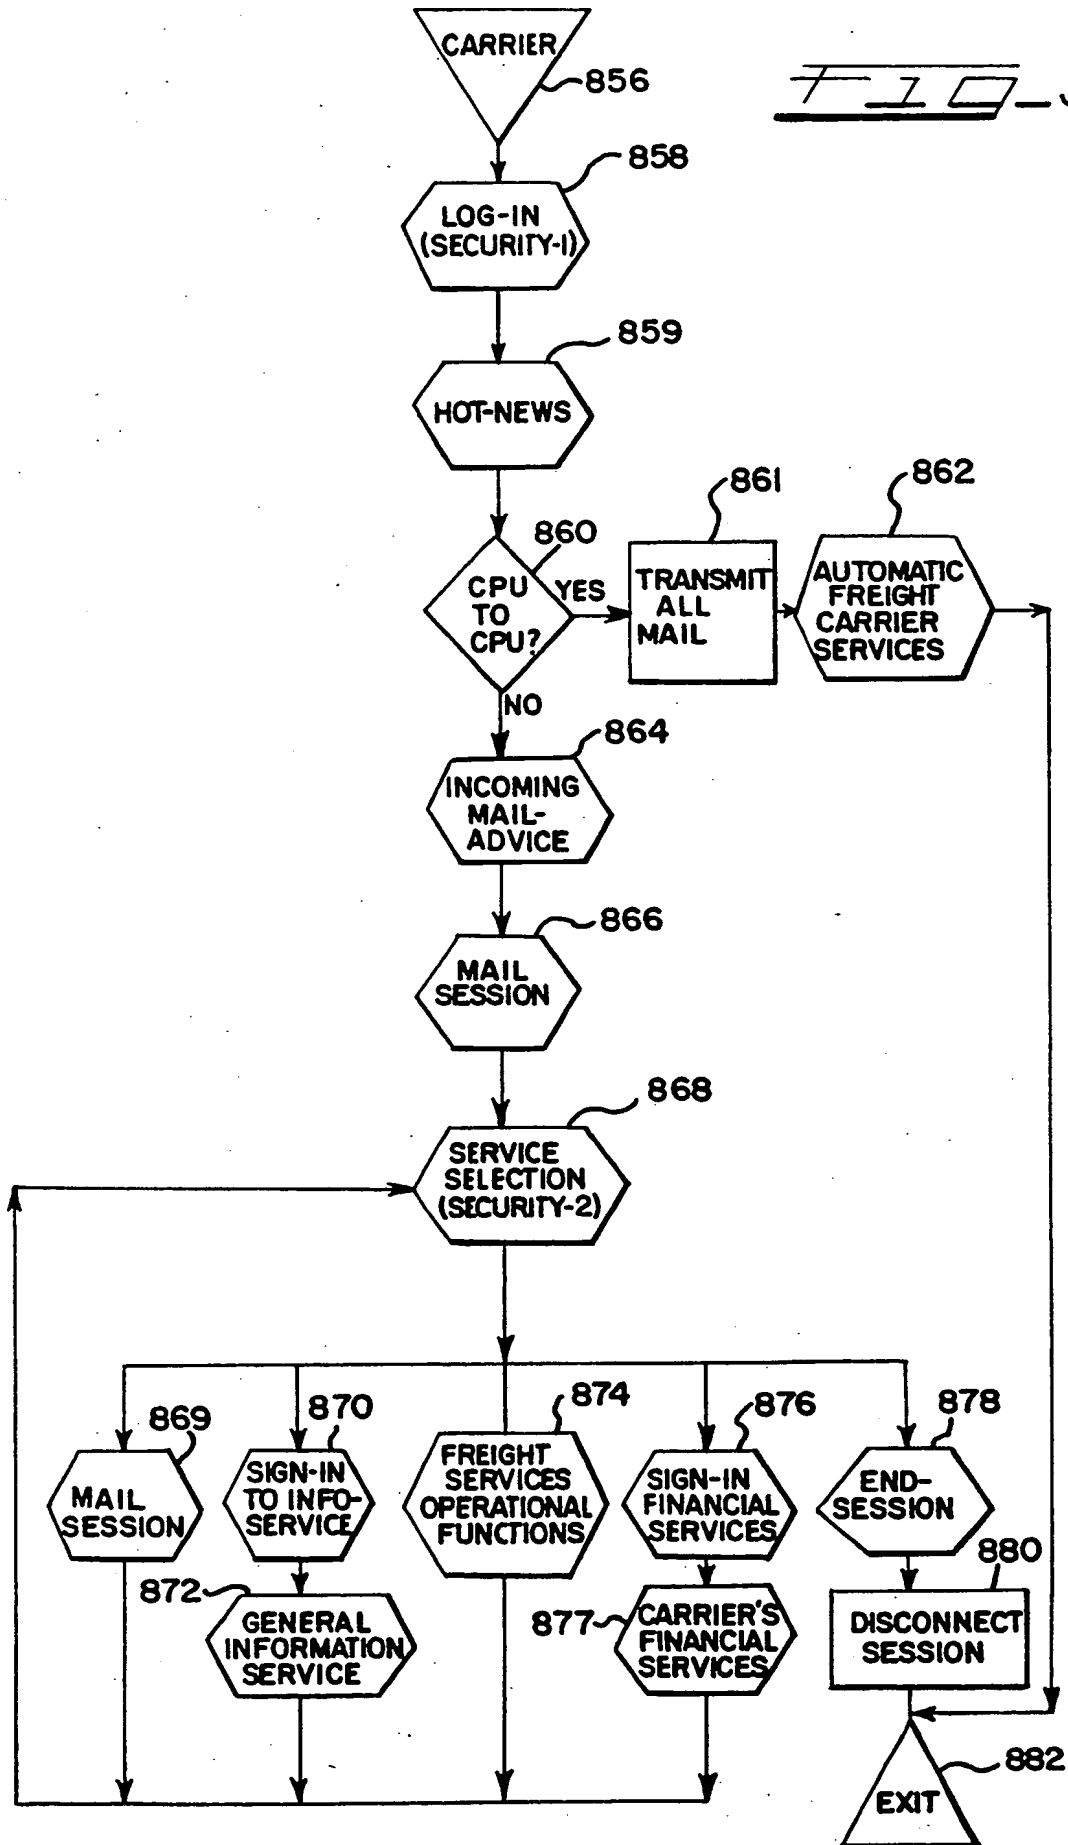 CARRIER
856
Fig_
858
LOG-IN
(SECURITY-1)
859
HOT-NEWS
860
CPU
TO
CPU?
YES
NO
861
TRANSMIT
ALL
MAIL
862
AUTOMATIC
FREIGHT
CARRIER
SERVICES
864
INCOMING
MAIL-
ADVICE
866
MAIL
SESSION
868
SERVICE
SELECTION
(SECURITY-2)
869
MAIL
SESSION
870
SIGN-IN
TO INFO-
SERVICE
872
GENERAL
INFORMATION
SERVICE
874
FREIGHT
SERVICES
OPERATIONAL
FUNCTIONS
876
SIGN-IN
FINANCIAL
SERVICES
877
CARRIER'S
FINANCIAL
SERVICES
878
END-
SESSION
880
DISCONNECT
SESSION
882
EXIT